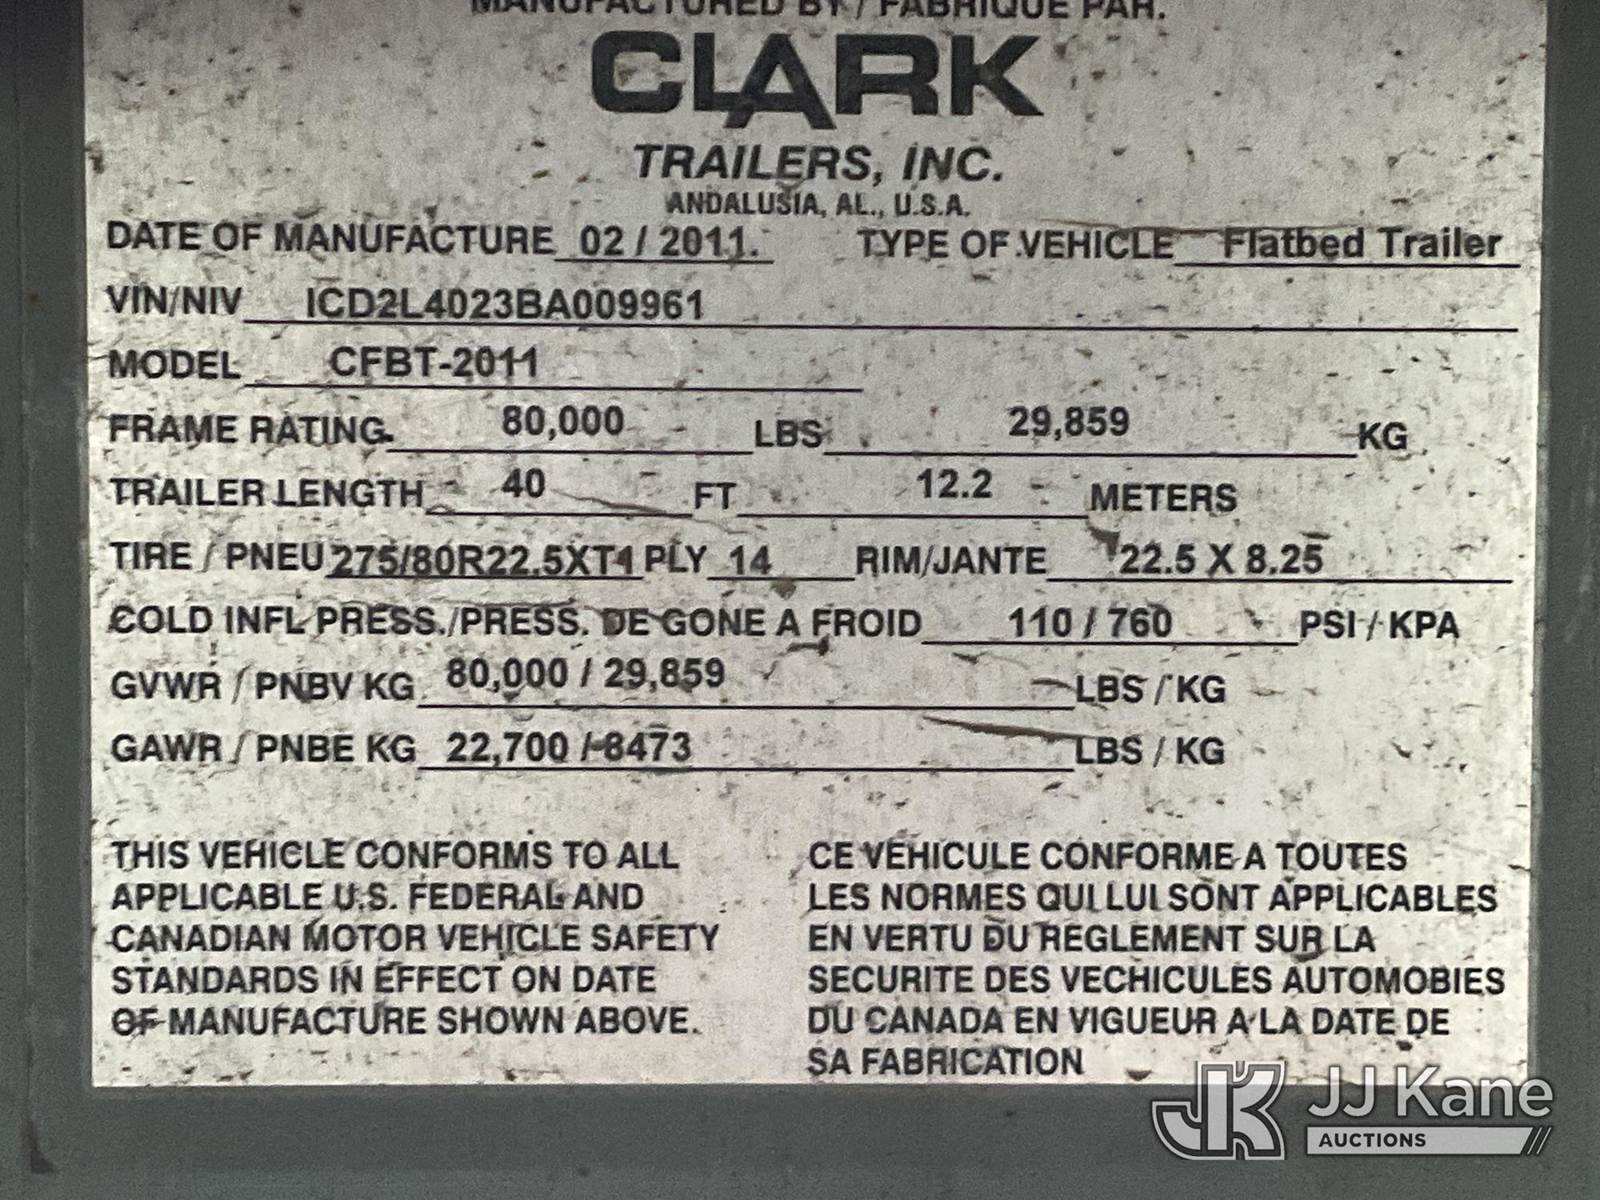 MANUFACTURED BY / FABRIQUE PAR.
CLARK
TRAILERS, INC.
ANDALUSIA, AL., U.S.A.
DATE OF MANUFACTURE 02 / 2011. TYPE OF VEHICLE Flatbed Trailer
VIN/NIV ICD2L4023BA009961
MODEL CFBT-2011
FRAME RATING 80,000 LBS 29,859 KG
TRAILER LENGTH 40 FT 12.2 METERS
TIRE / PNEU 275/80R22.5XT1 PLY 14 RIM/JANTE 22.5 X 8.25
COLD INFL PRESS./PRESS. DE GONE A FROID 110 / 760 PSI / KPA
GVWR / PNBV KG 80,000 / 29,859 LBS / KG
GAWR / PNBE KG 22,700 / 8473 LBS / KG
THIS VEHICLE CONFORMS TO ALL
APPLICABLE U.S. FEDERAL AND
CANADIAN MOTOR VEHICLE SAFETY
STANDARDS IN EFFECT ON DATE
OF MANUFACTURE SHOWN ABOVE.
CE VEHICULE CONFORME A TOUTES
LES NORMES QUI LUI SONT APPLICABLES
EN VERTU DU REGLEMENT SUR LA
SECURITE DES VECHICULES AUTOMOBIES
DU CANADA EN VIGUEUR A LA DATE DE
SA FABRICATION
JK JJ Kane
AUCTIONS